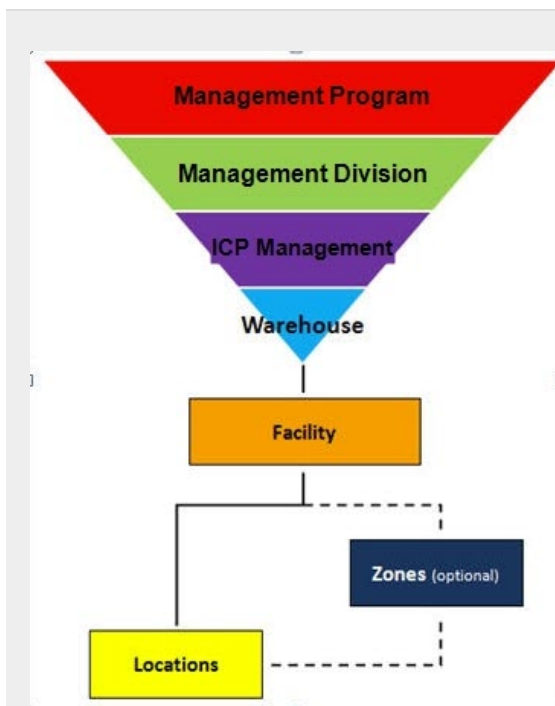 Management Program
Management Division
ICP Management
Warehouse
Facility
Zones (optional)
Locations